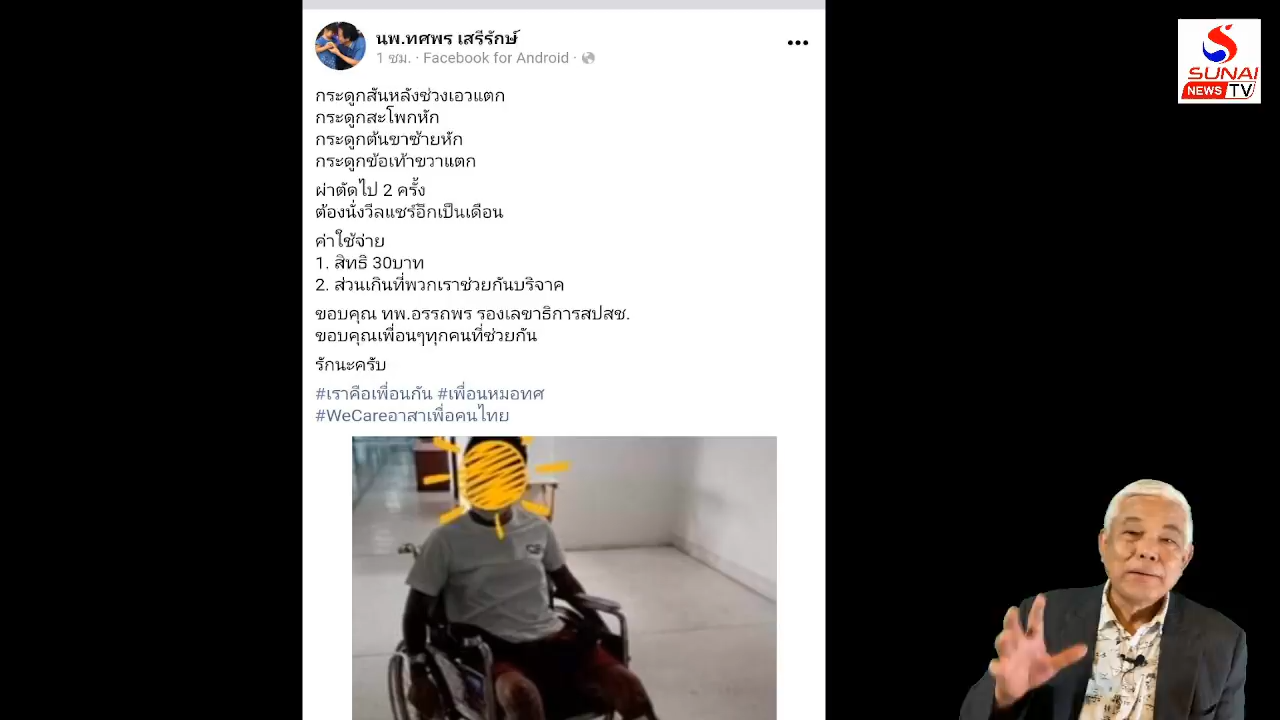 นพ.ทศพร เสรีรักษ์
1 ชม. · Facebook for Android ·
กระดูกสันหลังช่วงเอวแตก
กระดูกสะโพกหัก
กระดูกต้นขาซ้ายหัก
กระดูกข้อเท้าขวาแตก
ผ่าตัดไป 2 ครั้ง
ต้องนั่งวีลแชร์อีกเป็นเดือน
ค่าใช้จ่าย
1. สิทธิ 30บาท
2. ส่วนเกินที่พวกเราช่วยกันบริจาค
ขอบคุณ ทพ.อรรถพร รองเลขาธิการสปสช.
ขอบคุณเพื่อนๆทุกคนที่ช่วยกัน
รักนะครับ
#เราคือเพื่อนกัน #เพื่อนหมอทศ
#WeCareอาสาเพื่อคนไทย
SUNAI
NEWS TV